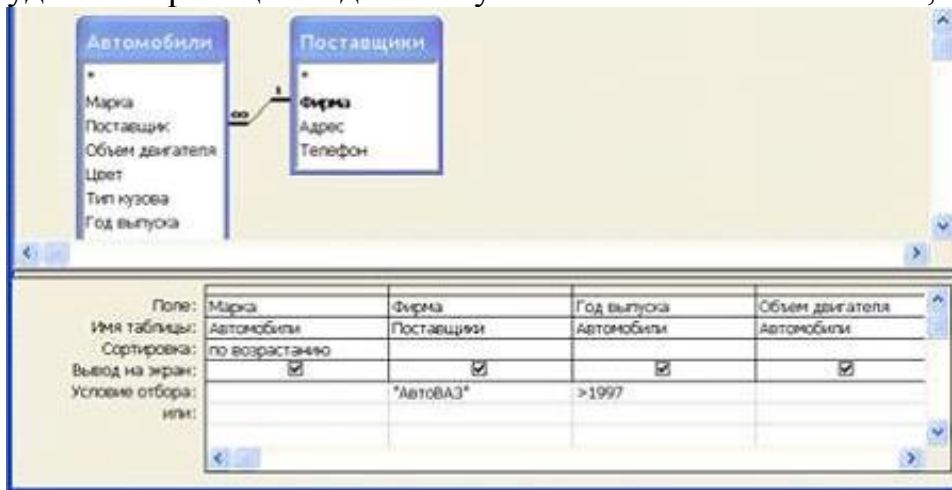 Автомобили
*
Марка
Поставщик
Объем двигателя
Цвет
Тип кузова
Год выпуска
∞ 1
Поставщики
*
Фирма
Адрес
Телефон
Поле: Марка Фирма Год выпуска Объем двигателя
Имя таблицы: Автомобили Поставщики Автомобили Автомобили
Сортировка: по возрастанию
Вывод на экран:
Условие отбора: "АвтоВАЗ" >1997
или: